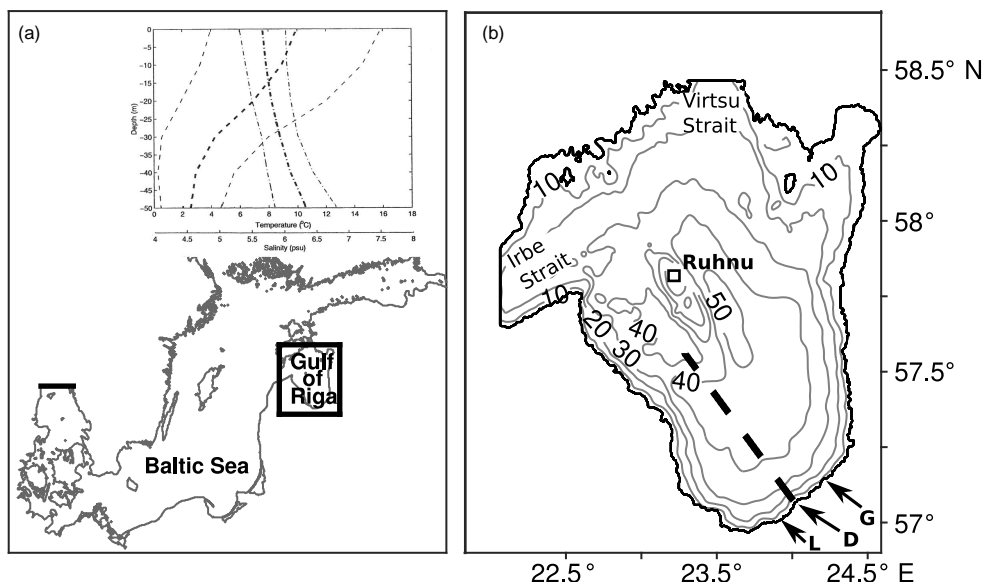 (a)
0
-5
-10
-15
-20
-25
-30
-35
-40
-45
-50
Depth (m)
0 2 4 6 8 10 12 14 16 18
Temperature (⁰C)
4 4.5 5 5.5 6 6.5 7 7.5 8
Salinity (psu)
Gulf
of
Riga
Baltic Sea
(b)
58.5° N
58°
57.5°
57°
22.5° 23.5° 24.5° E
Virtsu
Strait
10
10
Irbe
Strait
10
Ruhnu
20
30
40
50
40
G
D
L